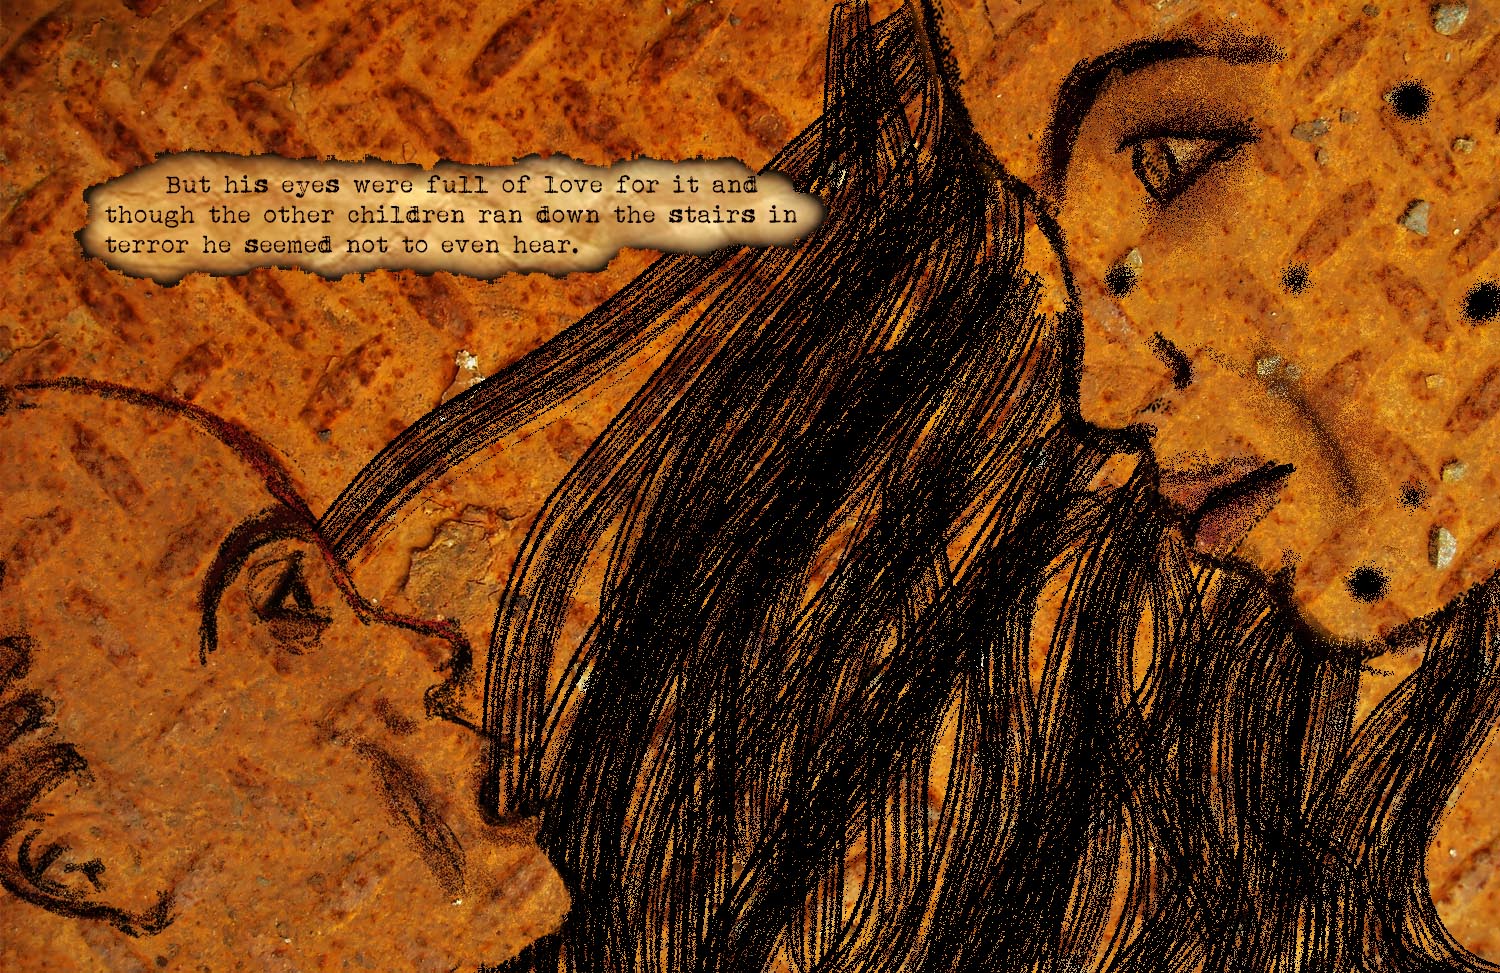 But his eyes were full of love for it and
though the other children ran down the stairs in
terror he seemed not to even hear.